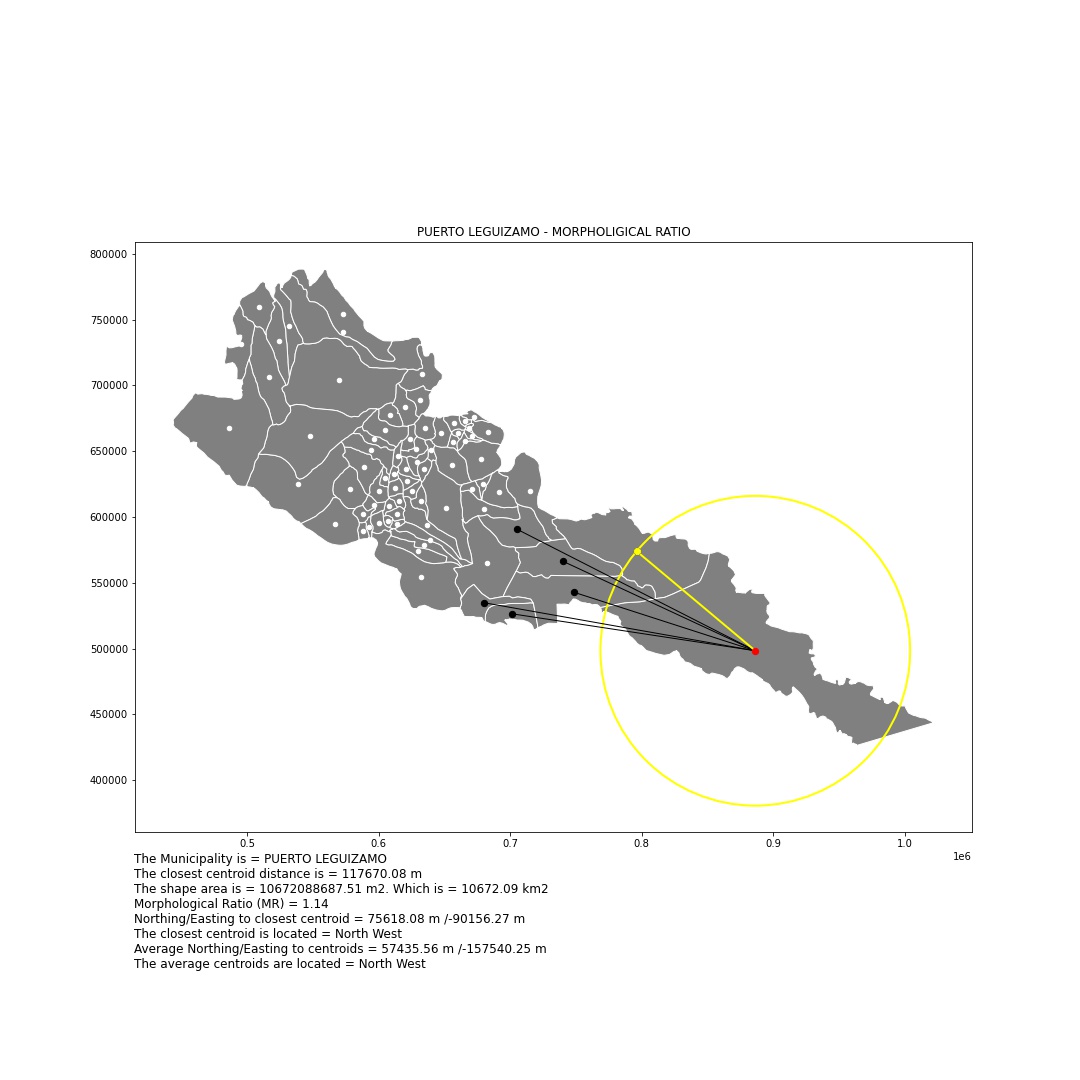 PUERTO LEGUIZAMO - MORPHOLIGICAL RATIO
800000
750000
700000
650000
600000
550000
500000
450000
400000
0.5 0.6 0.7 0.8 0.9 1.0
1e6
The Municipality is = PUERTO LEGUIZAMO
The closest centroid distance is = 117670.08 m
The shape area is = 10672088687.51 m2. Which is = 10672.09 km2
Morphological Ratio (MR) = 1.14
Northing/Easting to closest centroid = 75618.08 m /-90156.27 m
The closest centroid is located = North West
Average Northing/Easting to centroids = 57435.56 m /-157540.25 m
The average centroids are located = North West